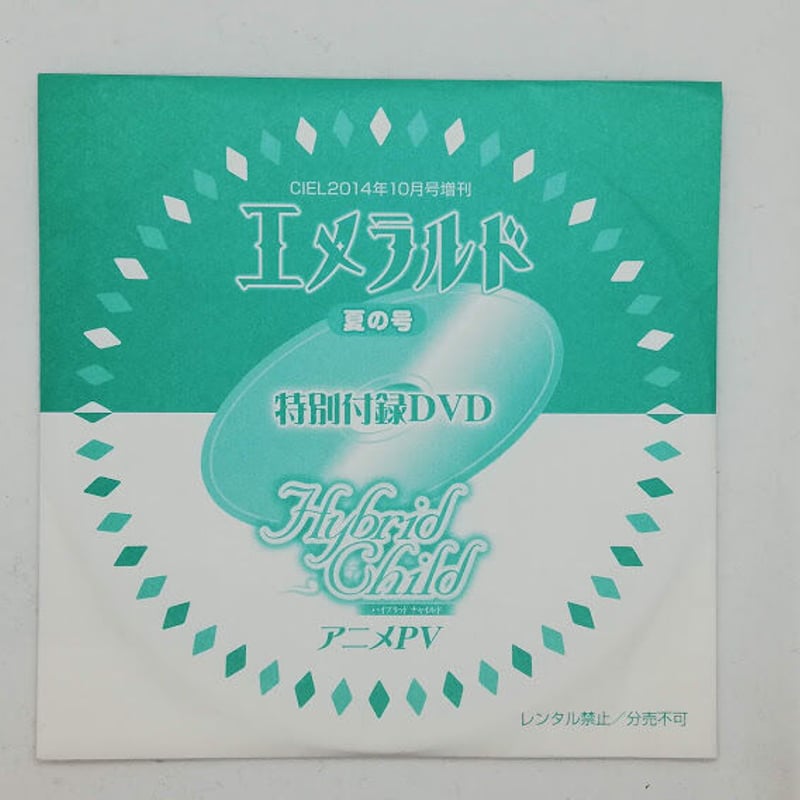 CIEL2014年10月号増刊
エメラルド
夏の号
特別付録DVD
Hybrid
Child
ハイブリッド チャイルド
アニメPV
レンタル禁止/分売不可